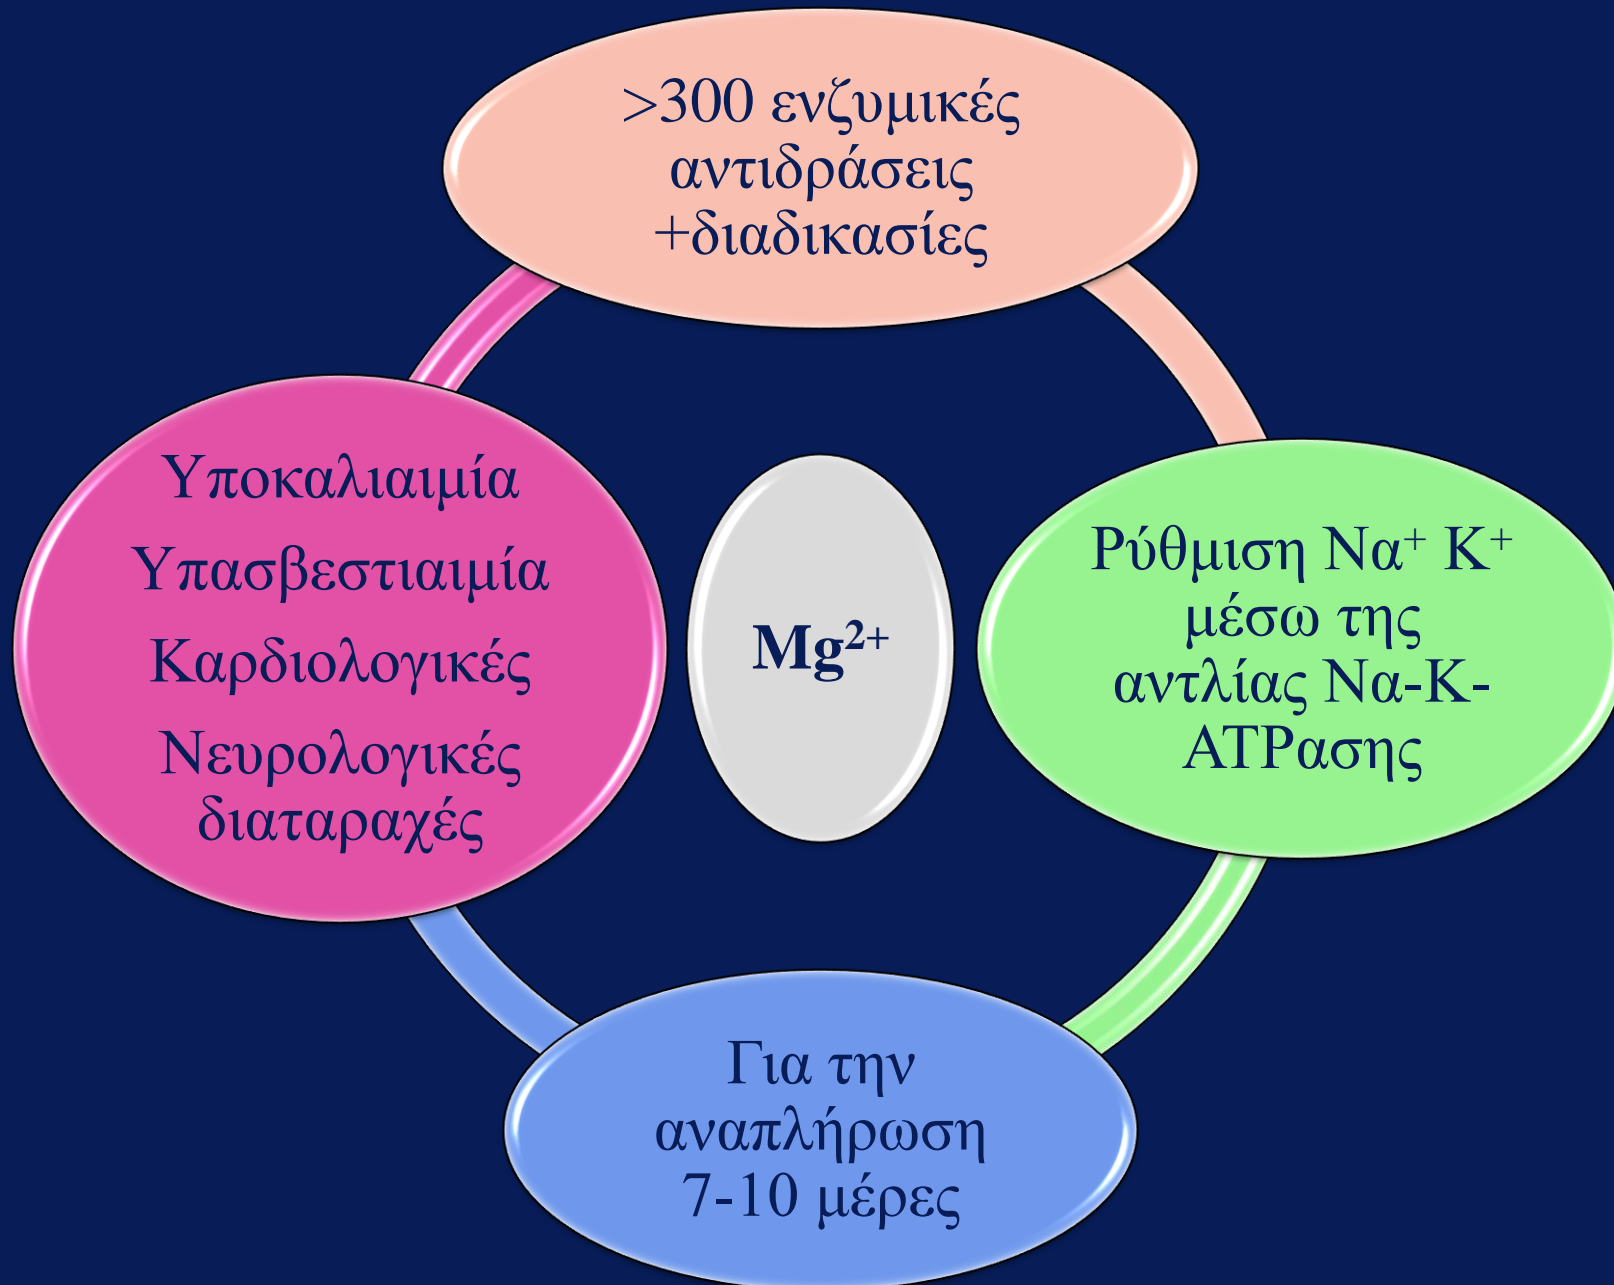 >300 ενζυμικές
αντιδράσεις
+διαδικασίες
Υποκαλιαιμία
Υπασβεστιαιμία
Καρδιολογικές
Νευρολογικές
διαταραχές
Mg²⁺
Ρύθμιση Να⁺ Κ⁺
μέσω της
αντλίας Να-Κ-
ΑΤΡασης
Για την
αναπλήρωση
7-10 μέρες